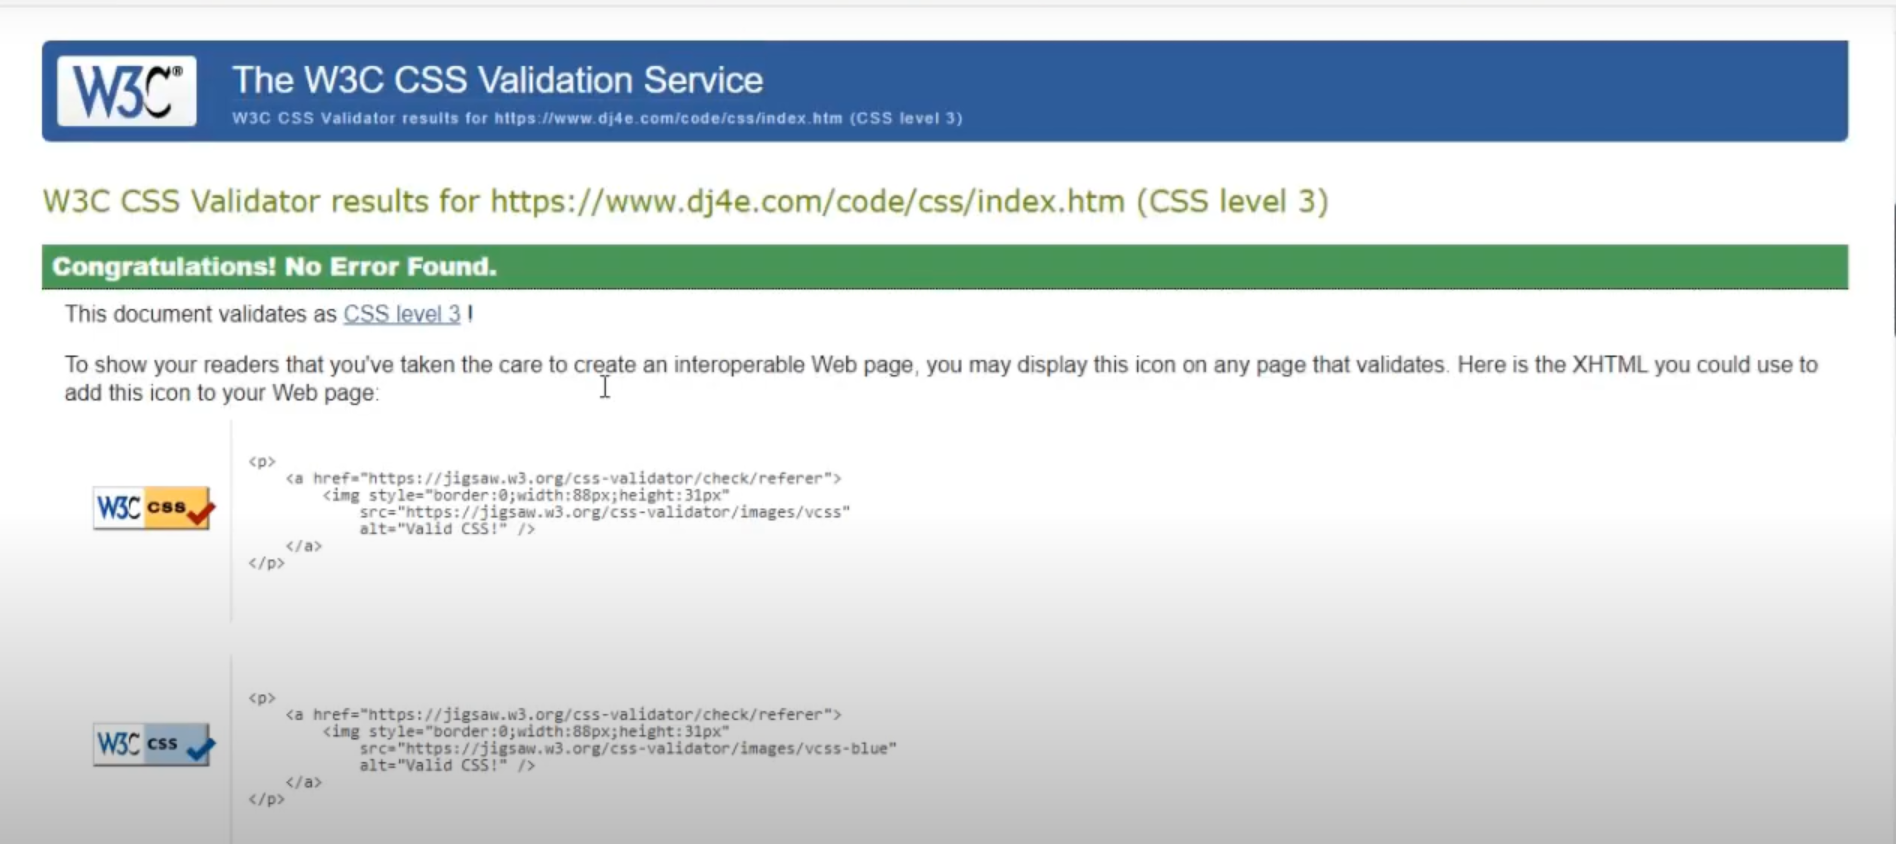 W3C®
The W3C CSS Validation Service
W3C CSS Validator results for https://www.dj4e.com/code/css/index.htm (CSS level 3)
W3C CSS Validator results for https://www.dj4e.com/code/css/index.htm (CSS level 3)
Congratulations! No Error Found.
This document validates as CSS level 3 !
To show your readers that you've taken the care to create an interoperable Web page, you may display this icon on any page that validates. Here is the XHTML you could use to
add this icon to your Web page:
<p>
<a href="https://jigsaw.w3.org/css-validator/check/referer">
<img style="border:0;width:88px;height:31px"
src="https://jigsaw.w3.org/css-validator/images/vcss"
alt="Valid CSS!" />
</a>
</p>
W3C css
<p>
<a href="https://jigsaw.w3.org/css-validator/check/referer">
<img style="border:0;width:88px;height:31px"
src="https://jigsaw.w3.org/css-validator/images/vcss-blue"
alt="Valid CSS!" />
</a>
</p>
W3C css